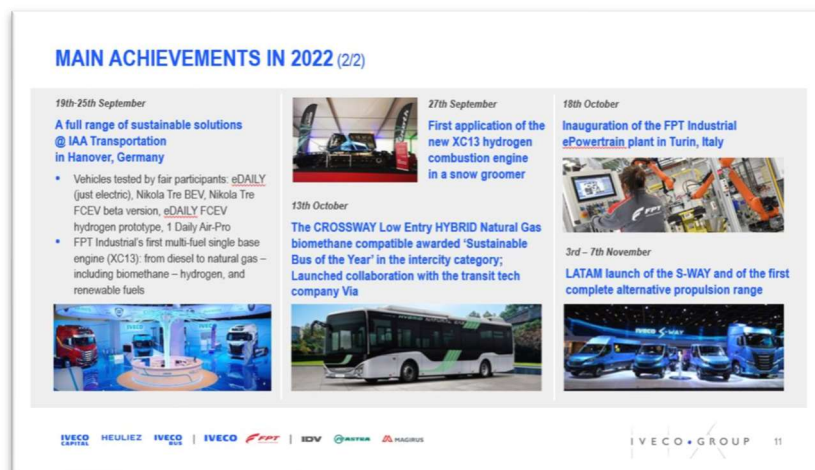 MAIN ACHIEVEMENTS IN 2022 (2/2)
19th-25th September
A full range of sustainable solutions
@ IAA Transportation
in Hanover, Germany
• Vehicles tested by fair participants: eDAILY
(just electric), Nikola Tre BEV, Nikola Tre
FCEV beta version, eDAILY FCEV
hydrogen prototype, 1 Daily Air-Pro
• FPT Industrial's first multi-fuel single base
engine (XC13): from diesel to natural gas –
including biomethane – hydrogen, and
renewable fuels
27th September
First application of the
new XC13 hydrogen
combustion engine
in a snow groomer
13th October
The CROSSWAY Low Entry HYBRID Natural Gas
biomethane compatible awarded ‘Sustainable
Bus of the Year’ in the intercity category;
Launched collaboration with the transit tech
company Via
18th October
Inauguration of the FPT Industrial
ePowertrain plant in Turin, Italy
FPT
3rd – 7th November
LATAM launch of the S-WAY and of the first
complete alternative propulsion range
IVECO S-WAY
IVECO CAPITAL HEULIEZ IVECO BUS | IVECO FPT | IDV ASTRA MAGIRUS
IVECO•GROUP 11